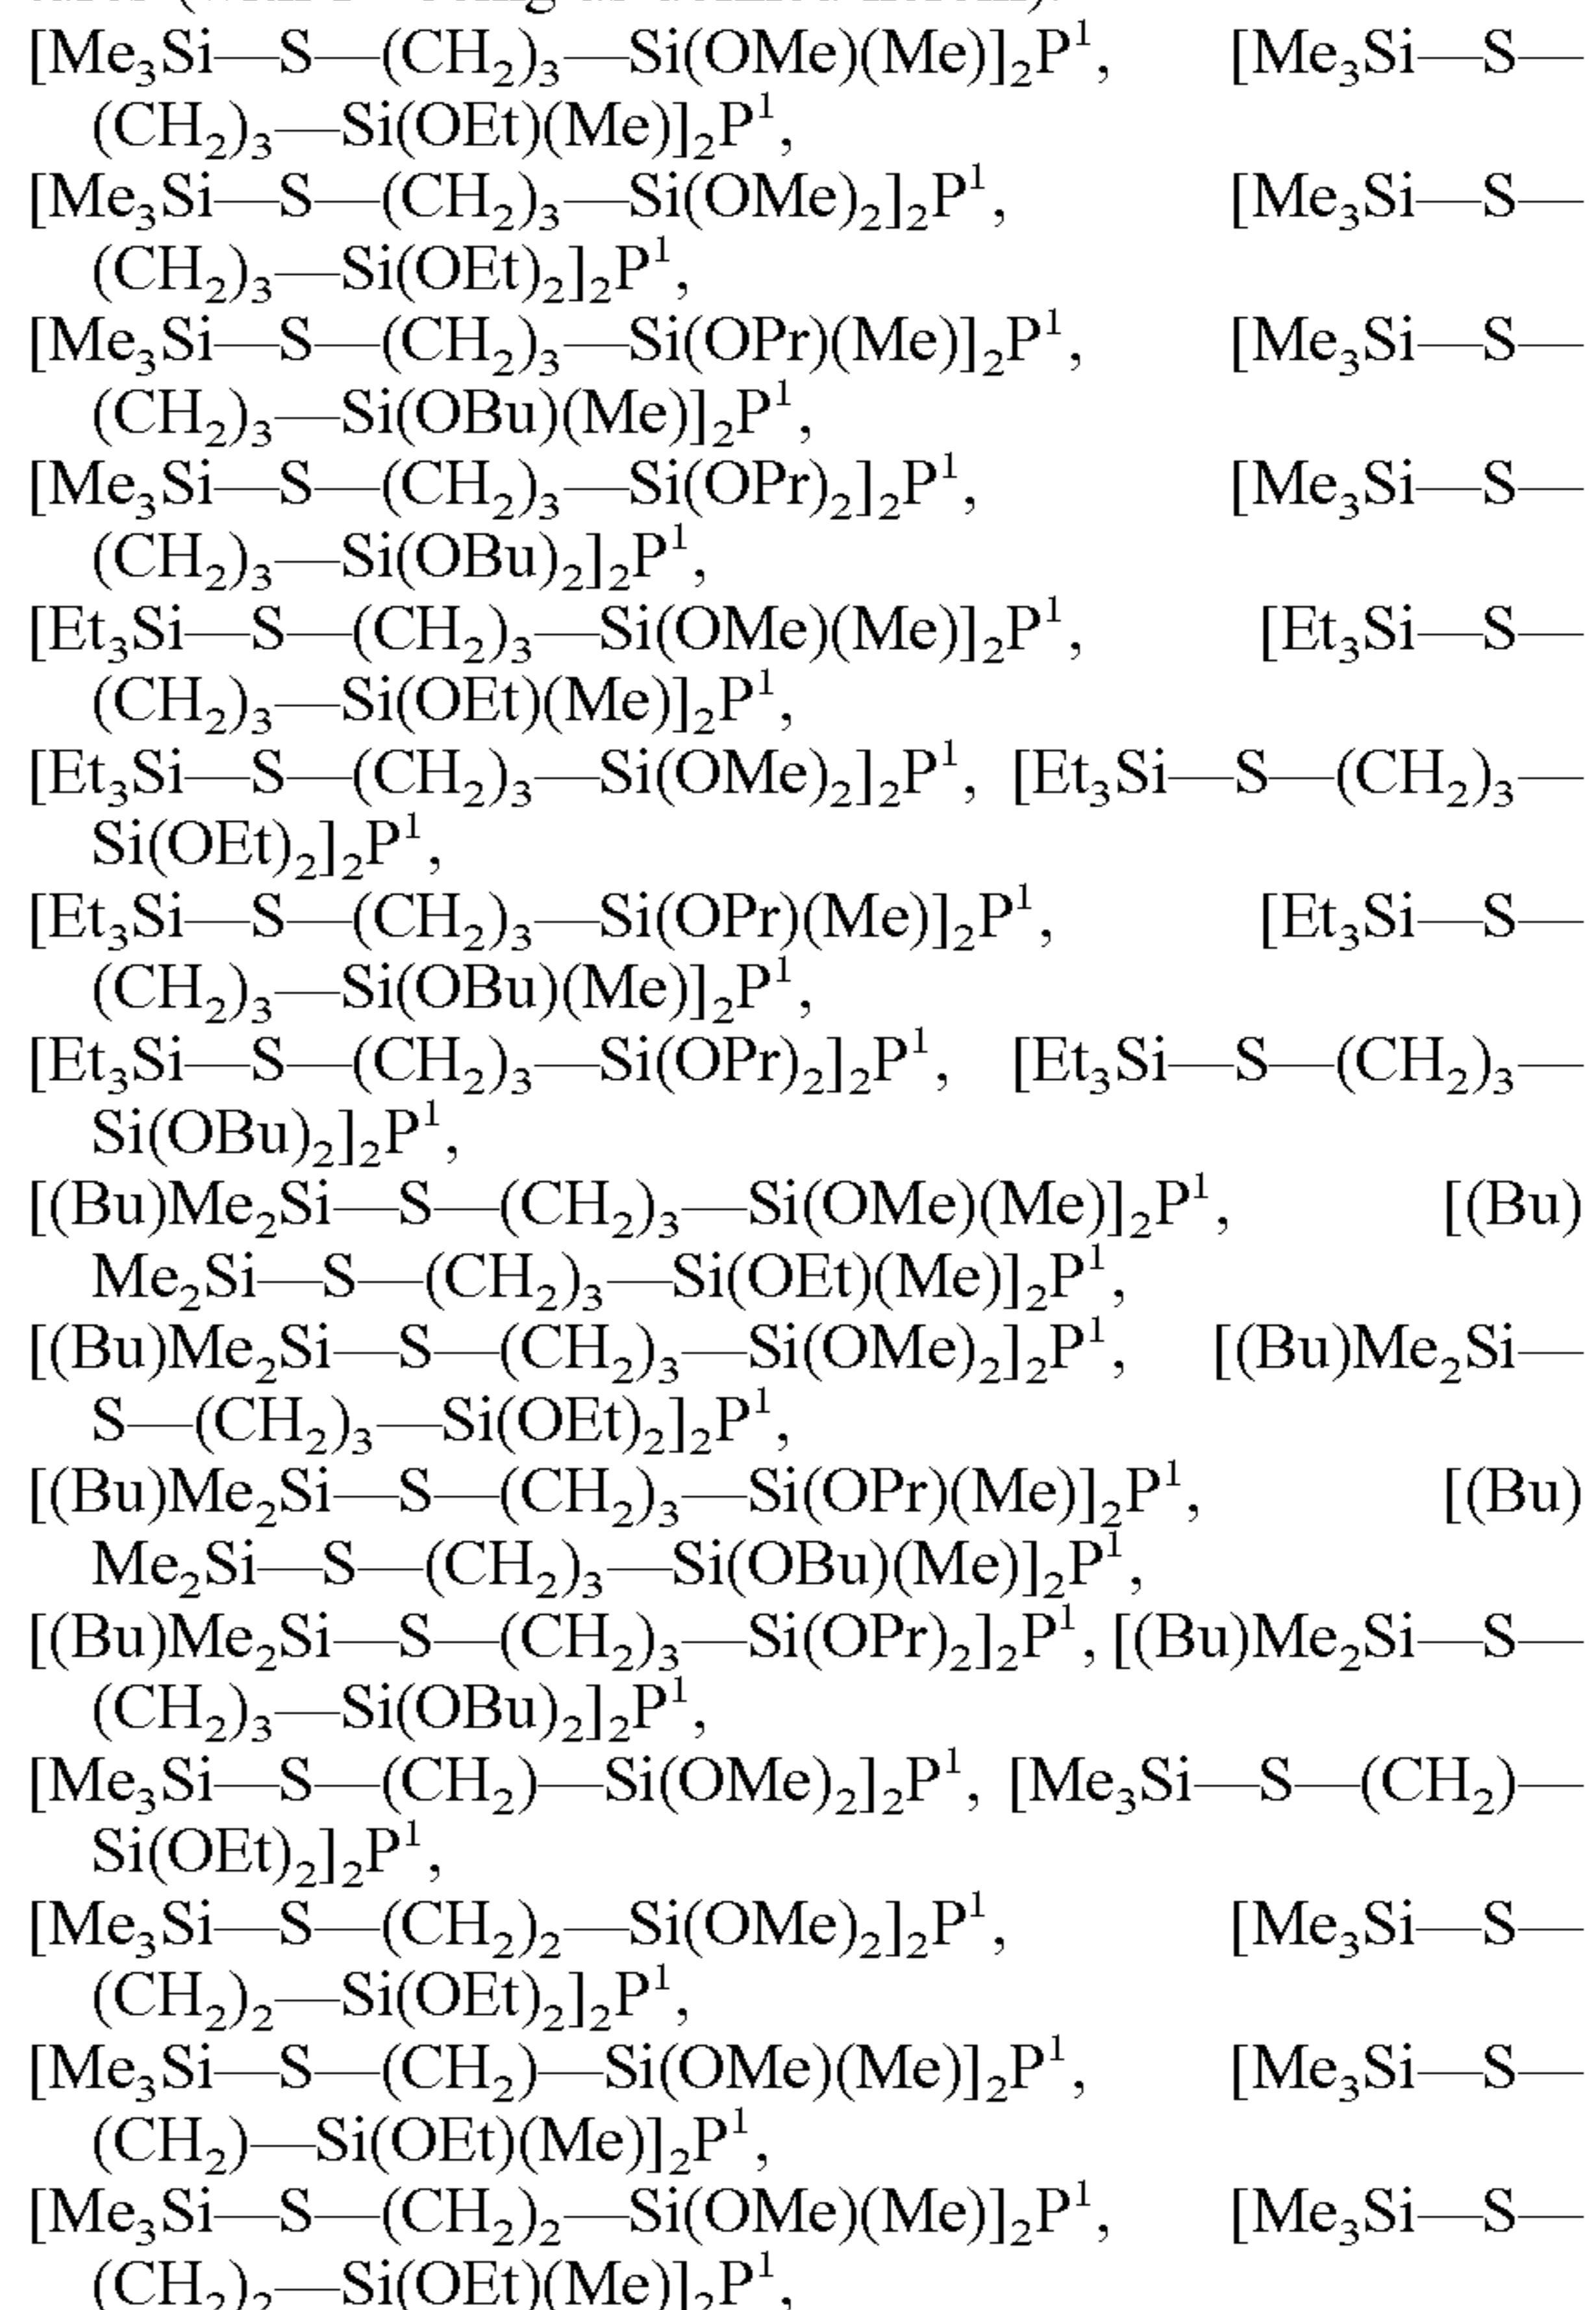 [Me₃Si—S—(CH₂)₃—Si(OMe)(Me)]₂P¹, [Me₃Si—S—
(CH₂)₃—Si(OEt)(Me)]₂P¹,
[Me₃Si—S—(CH₂)₃—Si(OMe)₂]₂P¹, [Me₃Si—S—
(CH₂)₃—Si(OEt)₂]₂P¹,
[Me₃Si—S—(CH₂)₃—Si(OPr)(Me)]₂P¹, [Me₃Si—S—
(CH₂)₃—Si(OBu)(Me)]₂P¹,
[Me₃Si—S—(CH₂)₃—Si(OPr)₂]₂P¹, [Me₃Si—S—
(CH₂)₃—Si(OBu)₂]₂P¹,
[Et₃Si—S—(CH₂)₃—Si(OMe)(Me)]₂P¹, [Et₃Si—S—
(CH₂)₃—Si(OEt)(Me)]₂P¹,
[Et₃Si—S—(CH₂)₃—Si(OMe)₂]₂P¹, [Et₃Si—S—(CH₂)₃—
Si(OEt)₂]₂P¹,
[Et₃Si—S—(CH₂)₃—Si(OPr)(Me)]₂P¹, [Et₃Si—S—
(CH₂)₃—Si(OBu)(Me)]₂P¹,
[Et₃Si—S—(CH₂)₃—Si(OPr)₂]₂P¹, [Et₃Si—S—(CH₂)₃—
Si(OBu)₂]₂P¹,
[(Bu)Me₂Si—S—(CH₂)₃—Si(OMe)(Me)]₂P¹, [(Bu)
Me₂Si—S—(CH₂)₃—Si(OEt)(Me)]₂P¹,
[(Bu)Me₂Si—S—(CH₂)₃—Si(OMe)₂]₂P¹, [(Bu)Me₂Si—
S—(CH₂)₃—Si(OEt)₂]₂P¹,
[(Bu)Me₂Si—S—(CH₂)₃—Si(OPr)(Me)]₂P¹, [(Bu)
Me₂Si—S—(CH₂)₃—Si(OBu)(Me)]₂P¹,
[(Bu)Me₂Si—S—(CH₂)₃—Si(OPr)₂]₂P¹, [(Bu)Me₂Si—S—
(CH₂)₃—Si(OBu)₂]₂P¹,
[Me₃Si—S—(CH₂)—Si(OMe)₂]₂P¹, [Me₃Si—S—(CH₂)—
Si(OEt)₂]₂P¹,
[Me₃Si—S—(CH₂)₂—Si(OMe)₂]₂P¹, [Me₃Si—S—
(CH₂)₂—Si(OEt)₂]₂P¹,
[Me₃Si—S—(CH₂)—Si(OMe)(Me)]₂P¹, [Me₃Si—S—
(CH₂)—Si(OEt)(Me)]₂P¹,
[Me₃Si—S—(CH₂)₂—Si(OMe)(Me)]₂P¹, [Me₃Si—S—
(CH₂)₂—Si(OEt)(Me)]₂P¹,